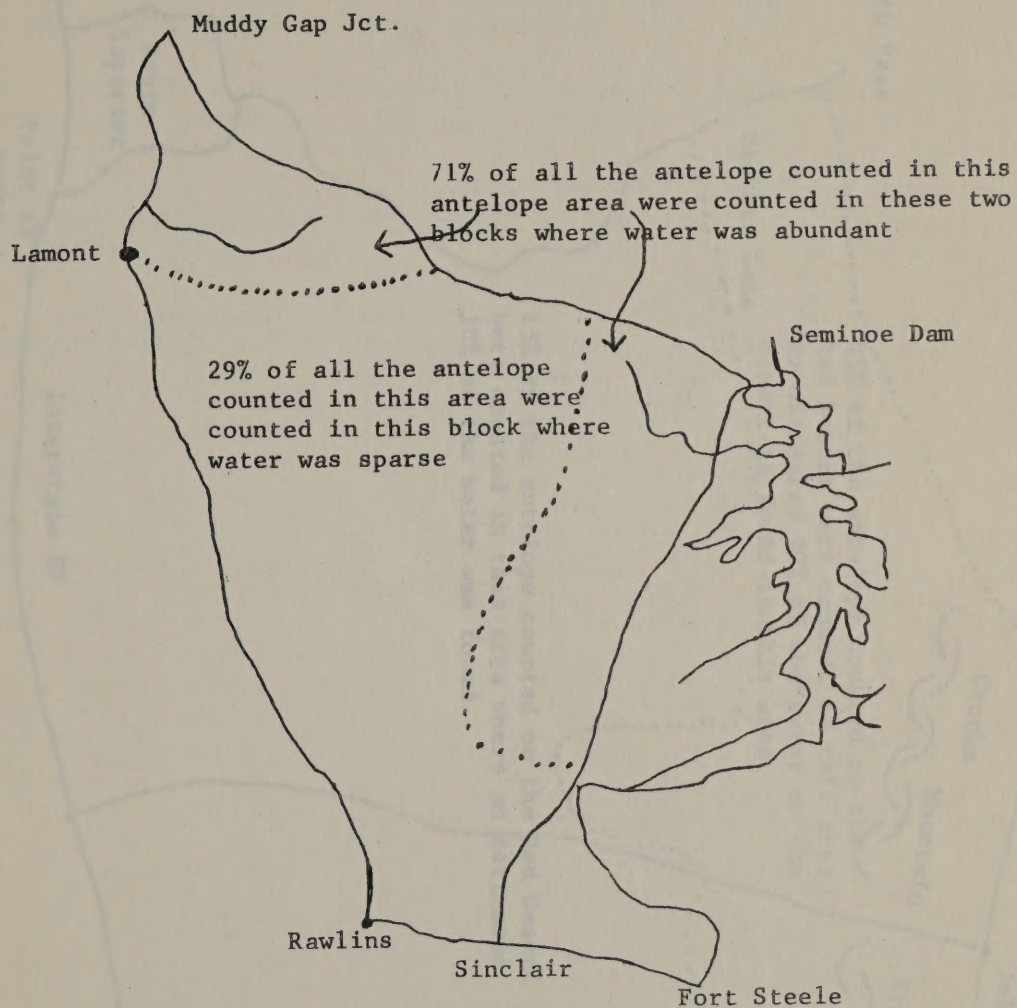 Muddy Gap Jct.
71% of all the antelope counted in this
antelope area were counted in these two
blocks where water was abundant
Lamont
Seminoe Dam
29% of all the antelope
counted in this area were
counted in this block where
water was sparse
Rawlins
Sinclair
Fort Steele